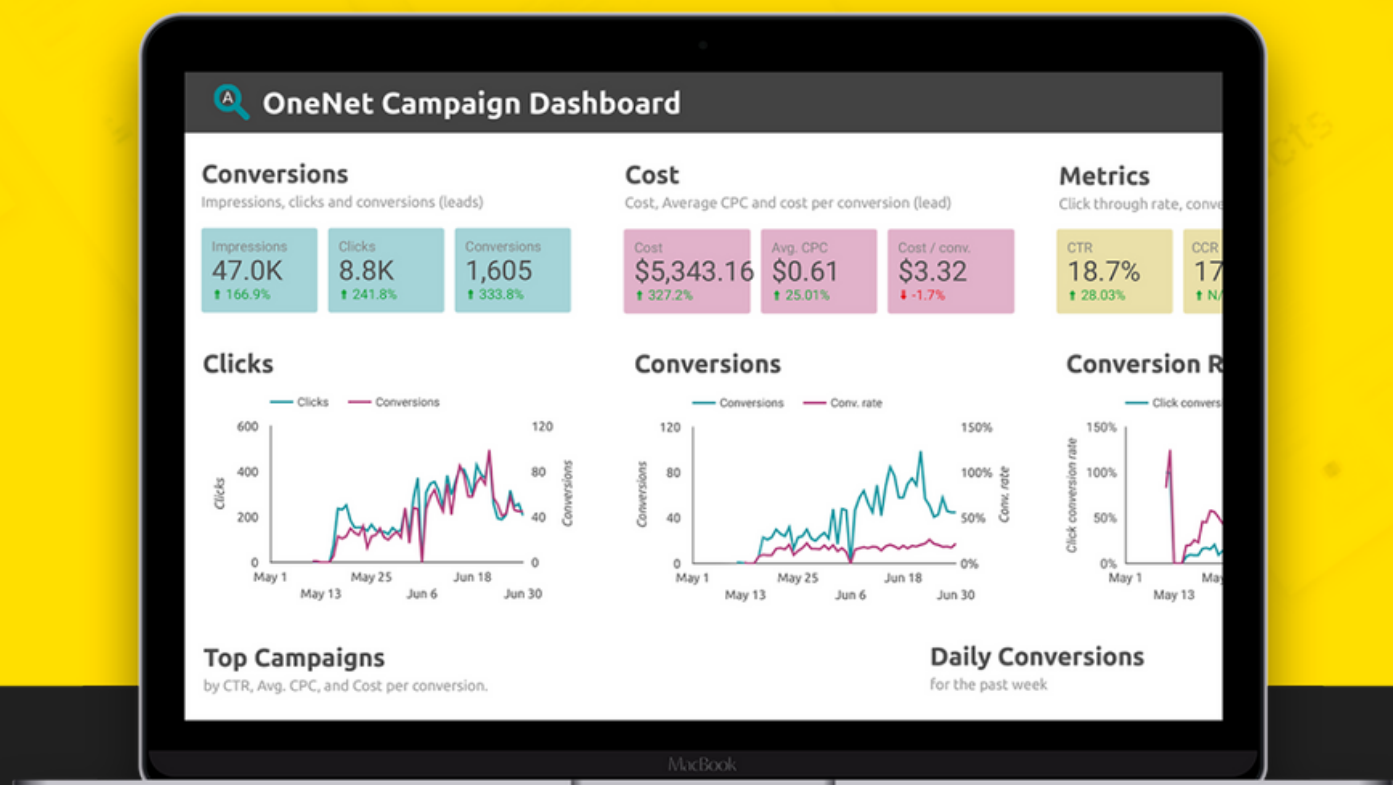 A
OneNet Campaign Dashboard
Conversions
Impressions, clicks and conversions (leads)
Impressions
47.0K
166.9%
Clicks
8.8K
241.8%
Conversions
1,605
333.8%
Cost
Cost, Average CPC and cost per conversion (lead)
Cost
$5,343.16
327.2%
Avg. CPC
$0.61
25.01%
Cost / conv.
$3.32
-1.7%
Metrics
Click through rate, conve
CTR
18.7%
28.03%
CCR
17
N/
Clicks
Clicks Conversions
600
400
200
0
Clicks
120
80
40
0
Conversions
May 1 May 25 Jun 18
May 13 Jun 6 Jun 30
Conversions
Conversions Conv. rate
120
80
40
0
Conversions
150%
100%
50%
0%
Conv. rate
May 1 May 25 Jun 18
May 13 Jun 6 Jun 30
Conversion R
Click convers
150%
100%
50%
0%
Click conversion rate
May 1 May
May 13
Top Campaigns
by CTR, Avg. CPC, and Cost per conversion.
Daily Conversions
for the past week
MacBook